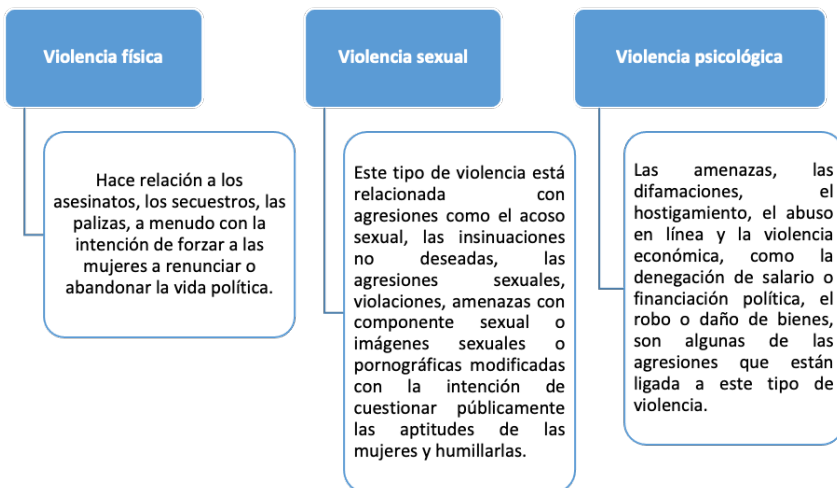 Violencia física
Hace relación a los
asesinatos, los secuestros, las
palizas, a menudo con la
intención de forzar a las
mujeres a renunciar o
abandonar la vida política.
Violencia sexual
Este tipo de violencia está
relacionada con
agresiones como el acoso
sexual, las insinuaciones
no deseadas, las
agresiones sexuales,
violaciones, amenazas con
componente sexual o
imágenes sexuales o
pornográficas modificadas
con la intención de
cuestionar públicamente
las aptitudes de las
mujeres y humillarlas.
Violencia psicológica
Las amenazas, las
difamaciones, el
hostigamiento, el abuso
en línea y la violencia
económica, como la
denegación de salario o
financiación política, el
robo o daño de bienes,
son algunas de las
agresiones que están
ligada a este tipo de
violencia.